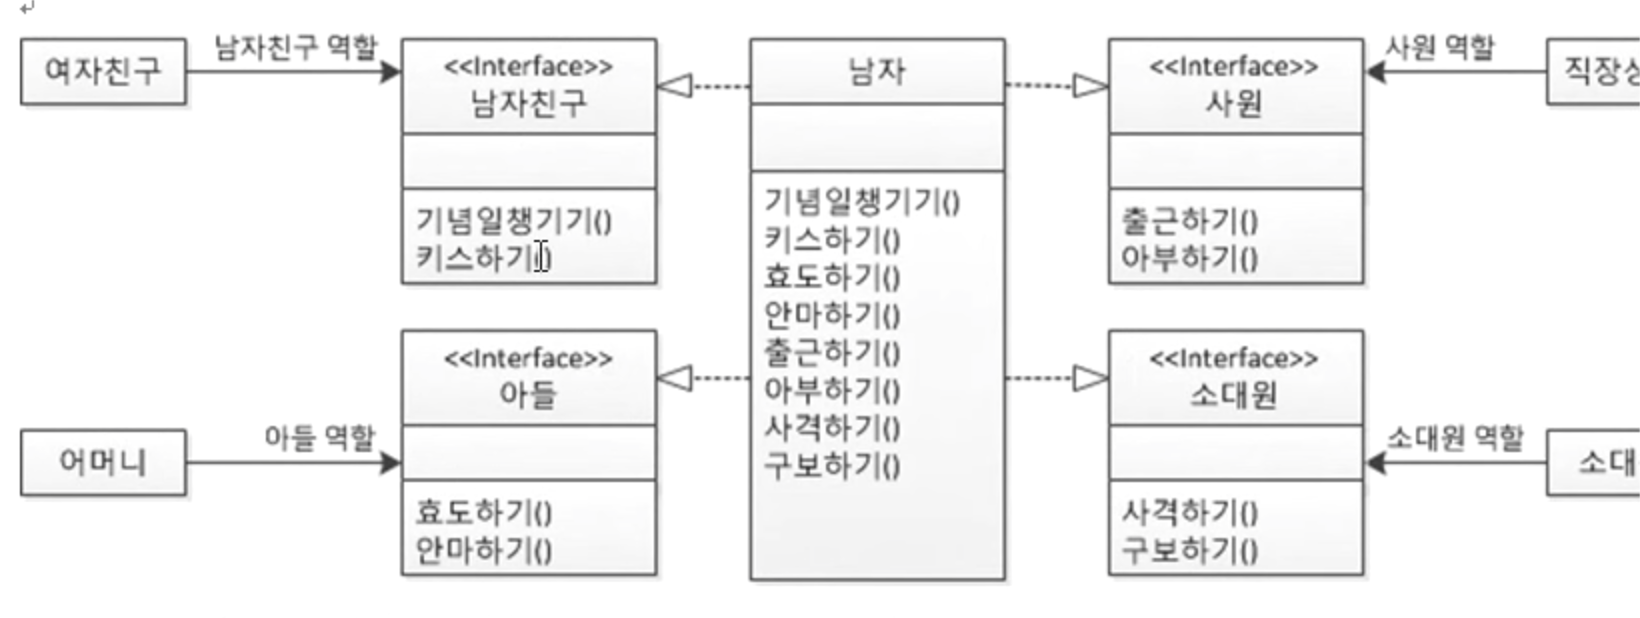 여자친구
남자친구 역할
<<Interface>>
남자친구
기념일챙기기()
키스하기()
남자
기념일챙기기()
키스하기()
효도하기()
안마하기()
출근하기()
아부하기()
사격하기()
구보하기()
<<Interface>>
사원
출근하기()
아부하기()
사원 역할
직장상
어머니
아들 역할
<<Interface>>
아들
효도하기()
안마하기()
<<Interface>>
소대원
사격하기()
구보하기()
소대원 역할
소대